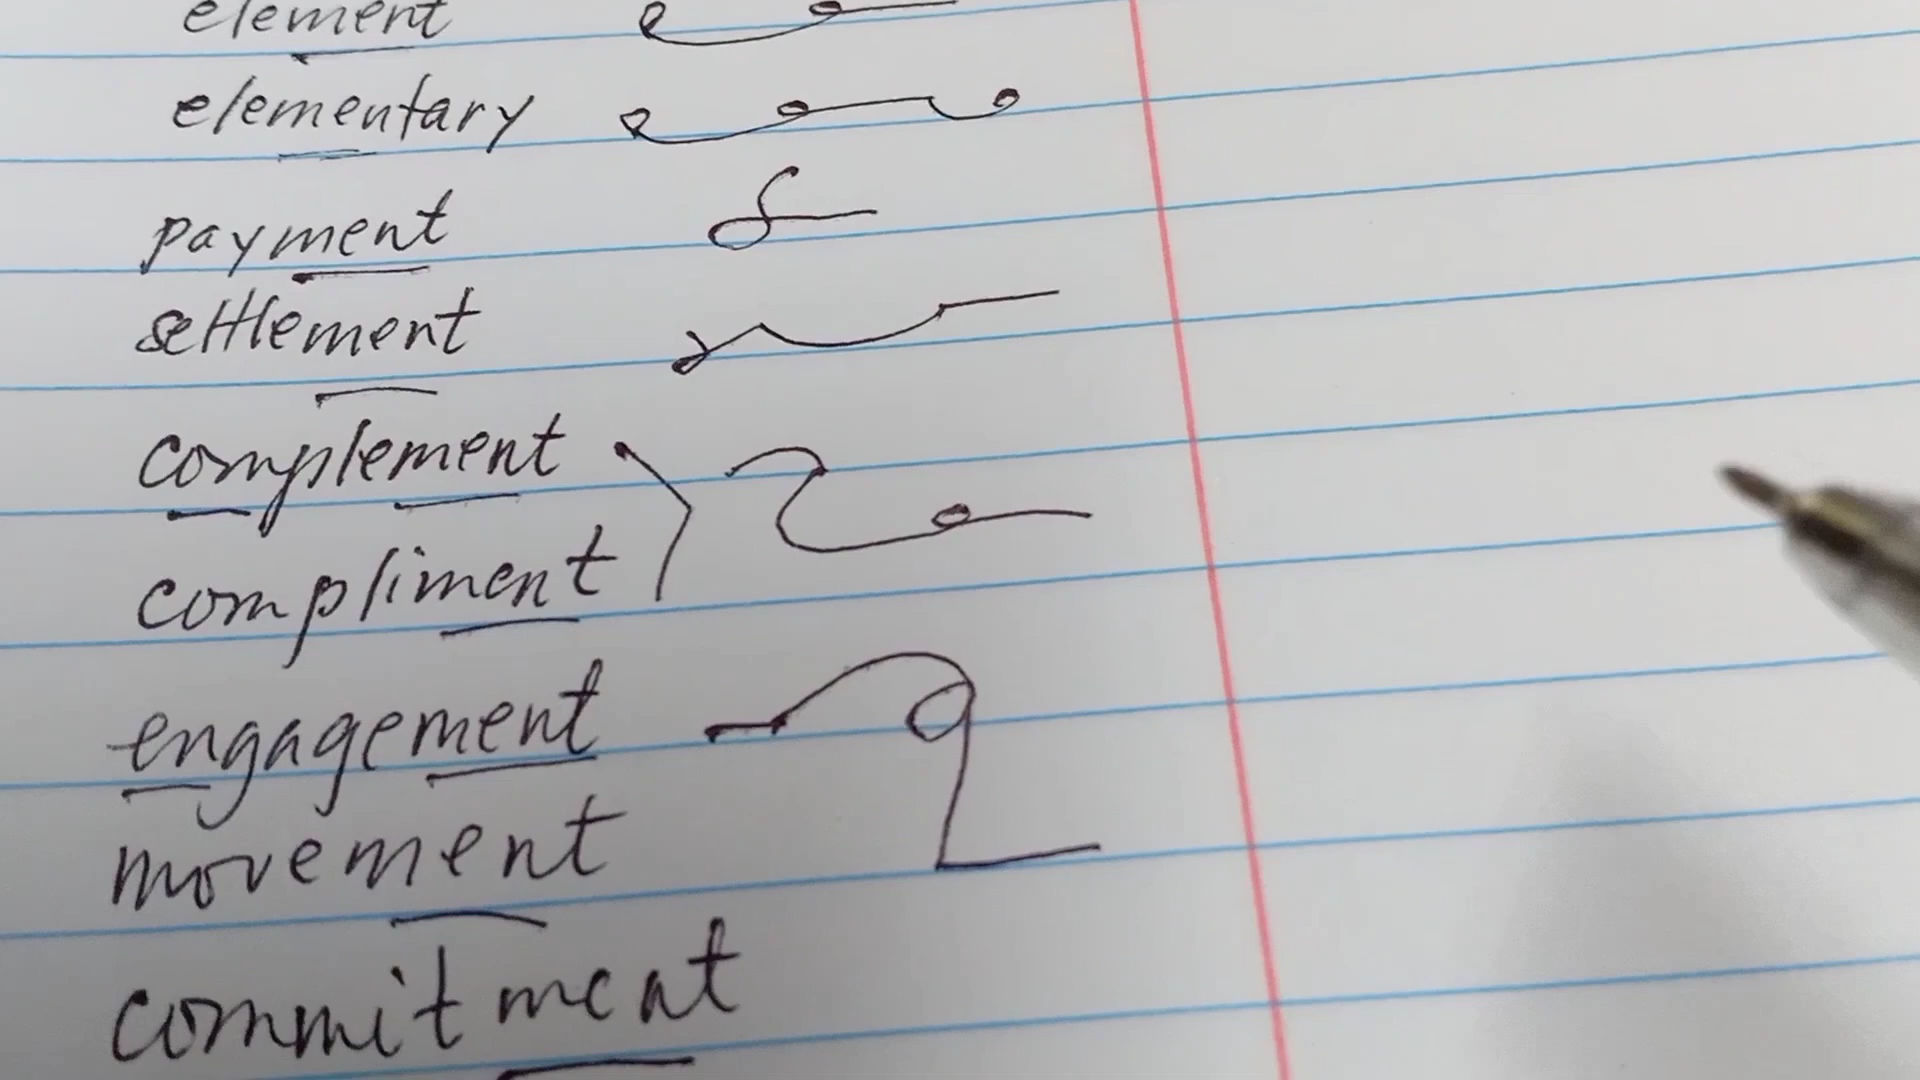 element
elementary
payment
settlement
complement
compliment
engagement
movement
commitment